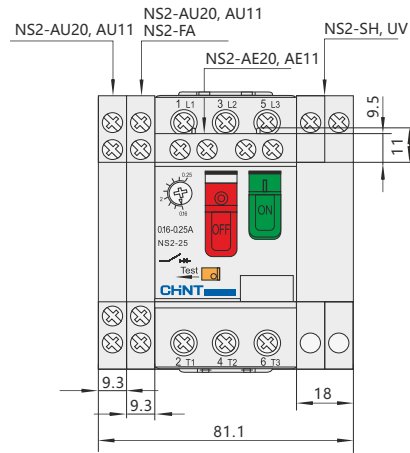 NS2-AU20, AU11
NS2-AU20, AU11
NS2-FA
NS2-SH, UV
NS2-AE20, AE11
9.5
11
1 L1
3 L2
5 L3
0.25
2
0.16
0.16-0.25A
NS2-25
OFF
ON
Test
CHNT
2 T1
4 T2
6 T3
9.3
9.3
18
81.1